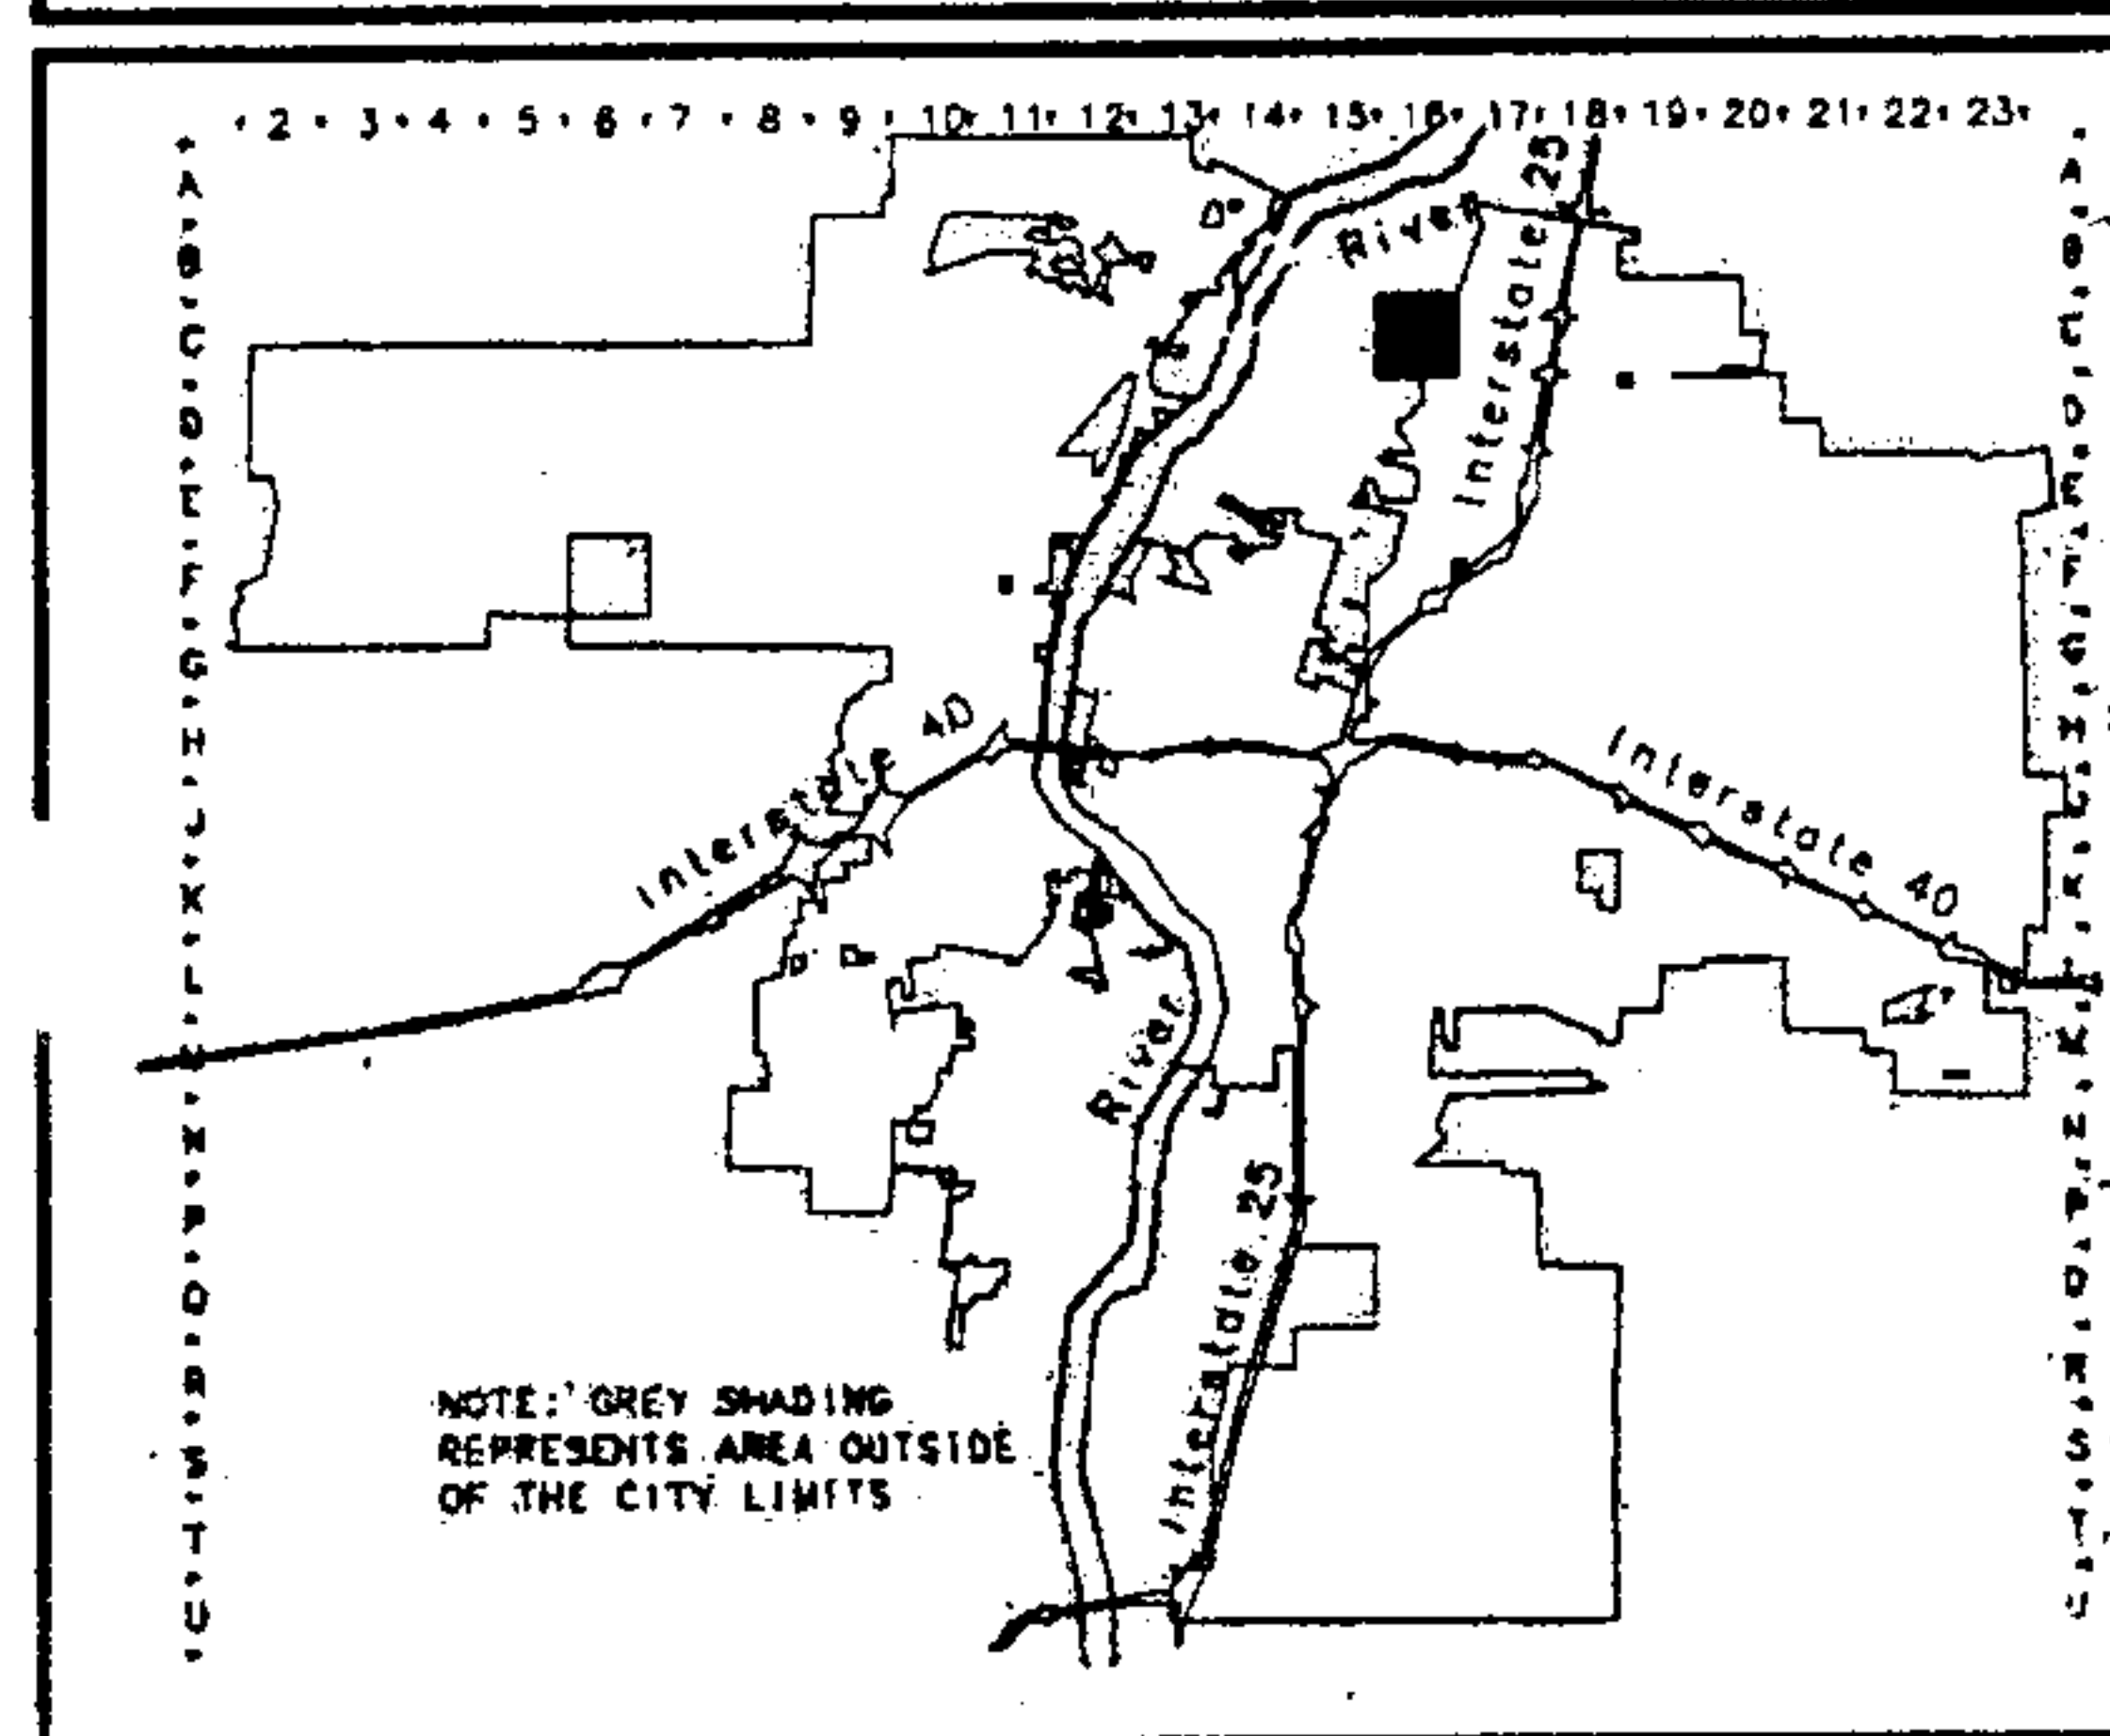 2 · 3 · 4 · 5 · 6 · 7 · 8 · 9 · 10 · 11 · 12 · 13 · 14 · 15 · 16 · 17 · 18 · 19 · 20 · 21 · 22 · 23
A · B · C · D · E · F · G · H · J · K · L · M · N · P · Q · R · S · T · U
A · B · C · D · E · F · G · H · J · K · L · M · N · P · Q · R · S · T · U
River
Interstate 25
Interstate 40
Interstate 40
River
Interstate 25
NOTE: GREY SHADING
REPRESENTS AREA OUTSIDE
OF THE CITY LIMITS